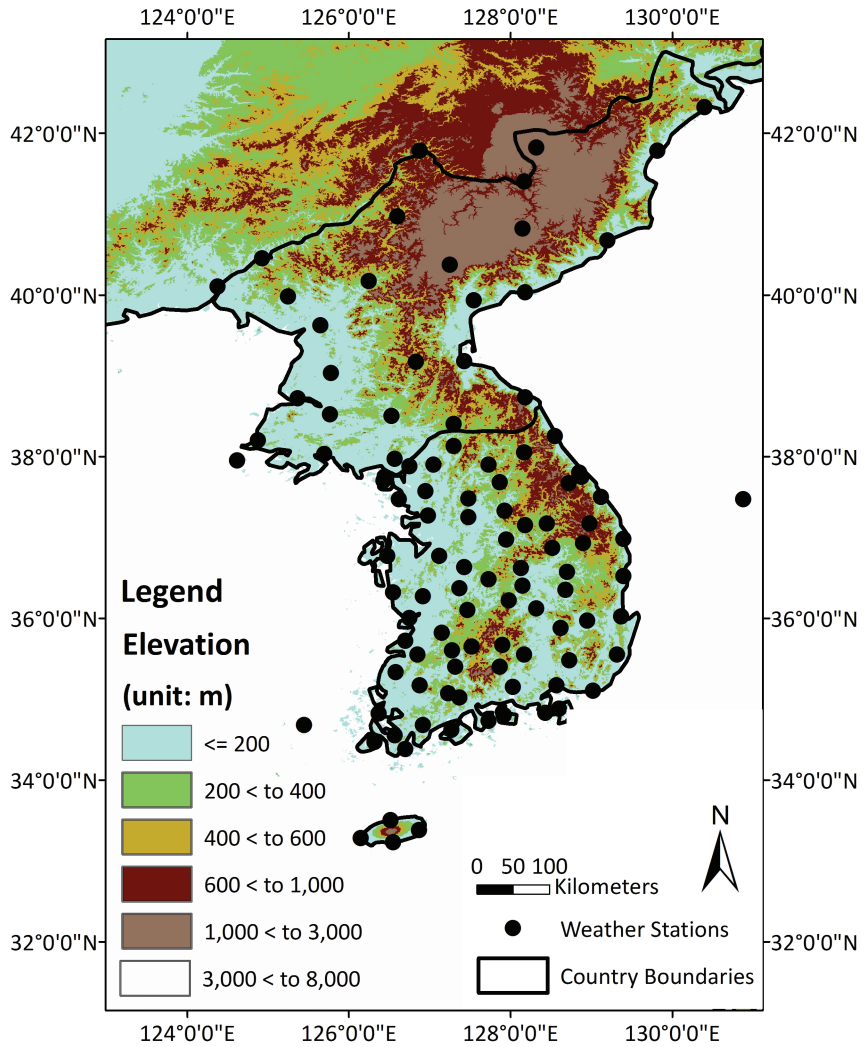 124°0'0"E 126°0'0"E 128°0'0"E 130°0'0"E
42°0'0"N 42°0'0"N
40°0'0"N 40°0'0"N
38°0'0"N 38°0'0"N
36°0'0"N 36°0'0"N
34°0'0"N 34°0'0"N
32°0'0"N 32°0'0"N
Legend
Elevation
(unit: m)
<= 200
200 < to 400
400 < to 600
600 < to 1,000
1,000 < to 3,000
3,000 < to 8,000
N
0 50 100
Kilometers
Weather Stations
Country Boundaries
124°0'0"E 126°0'0"E 128°0'0"E 130°0'0"E